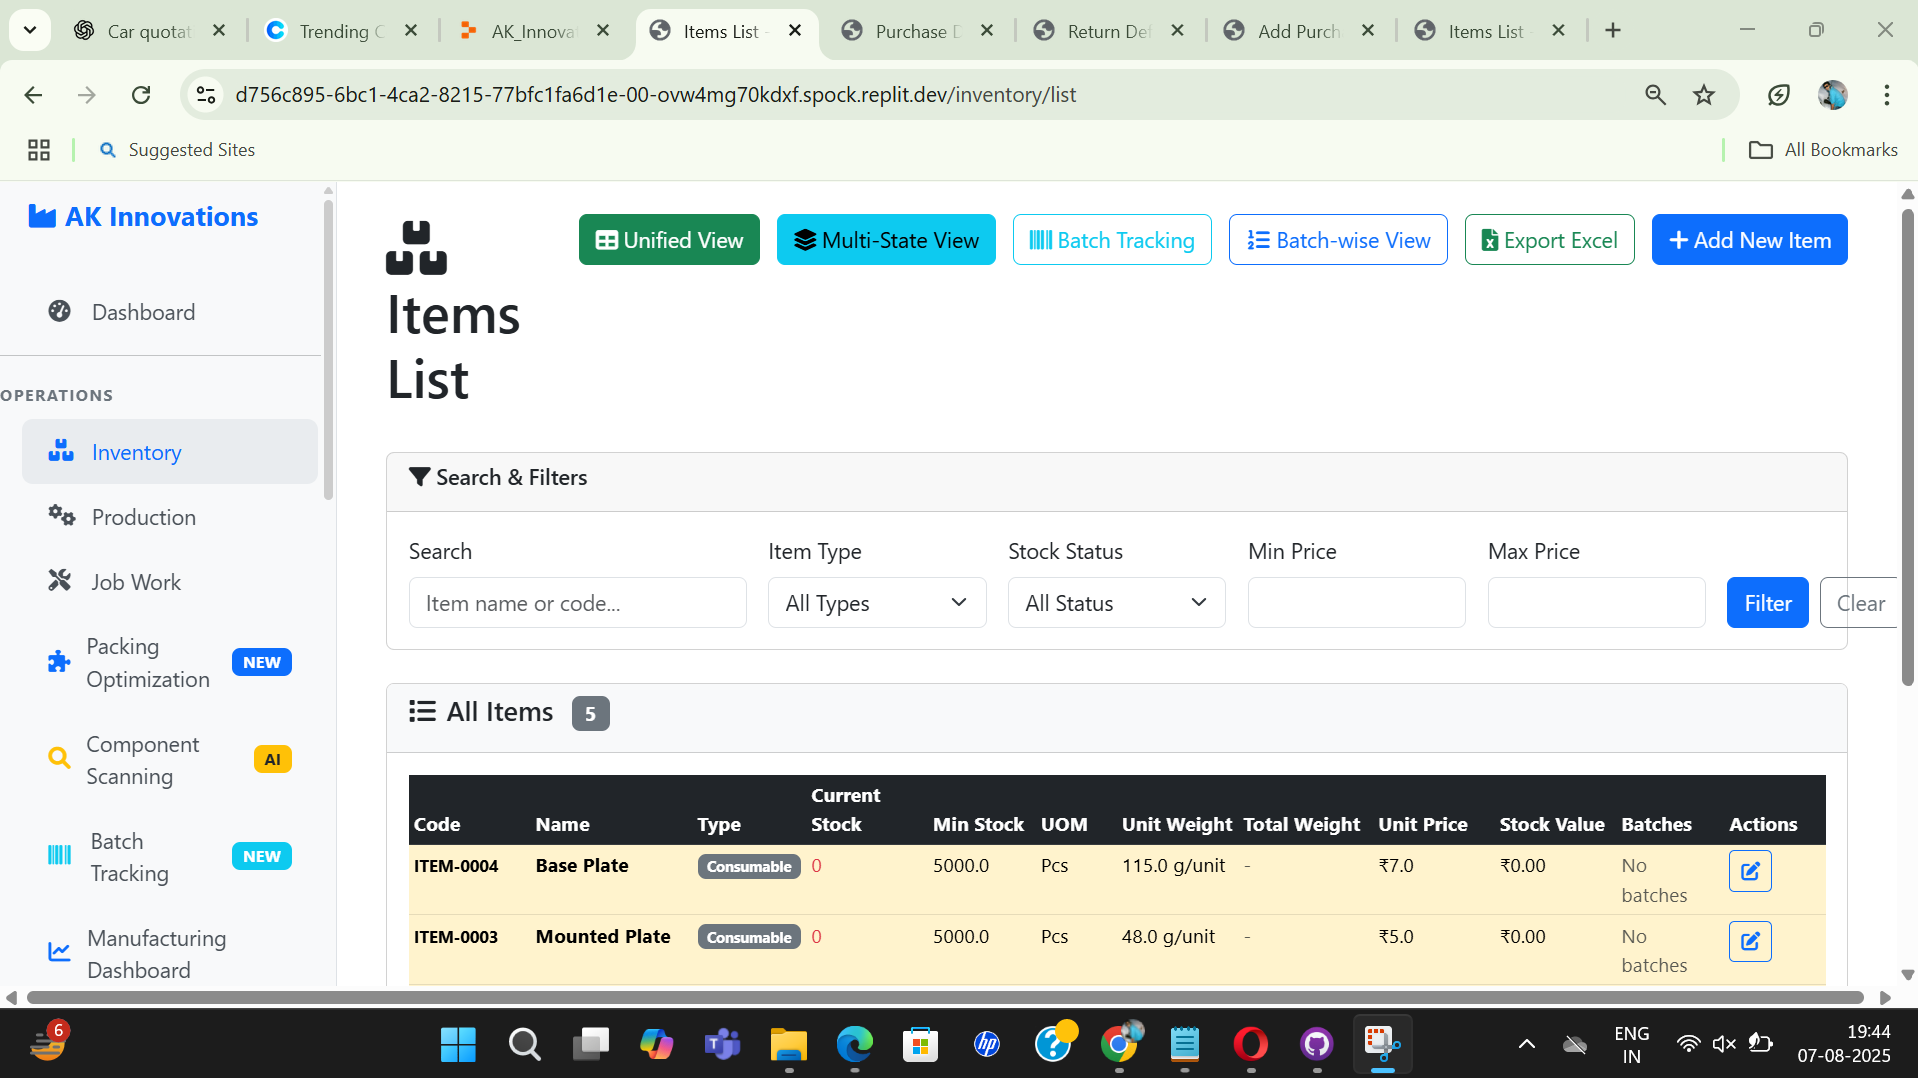 Car quotat
Trending C
AK_Innova
Items List -
Purchase D
Return Def
Add Purch
Items List -
d756c895-6bc1-4ca2-8215-77bfc1fa6d1e-00-ovw4mg70kdxf.spock.replit.dev/inventory/list
Suggested Sites
All Bookmarks
AK Innovations
Dashboard
OPERATIONS
Inventory
Production
Job Work
Packing
Optimization
NEW
Component
Scanning
AI
Batch
Tracking
NEW
Manufacturing
Dashboard
Items
List
Unified View
Multi-State View
Batch Tracking
Batch-wise View
Export Excel
Add New Item
Search & Filters
Search
Item Type
Stock Status
Min Price
Max Price
Item name or code...
All Types
All Status
Filter
Clear
All Items 5
Code Name Type Current Stock Min Stock UOM Unit Weight Total Weight Unit Price Stock Value Batches Actions
ITEM-0004 Base Plate Consumable 0 5000.0 Pcs 115.0 g/unit - ₹7.0 ₹0.00 No batches
ITEM-0003 Mounted Plate Consumable 0 5000.0 Pcs 48.0 g/unit - ₹5.0 ₹0.00 No batches
6
hp
ENG
IN
19:44
07-08-2025